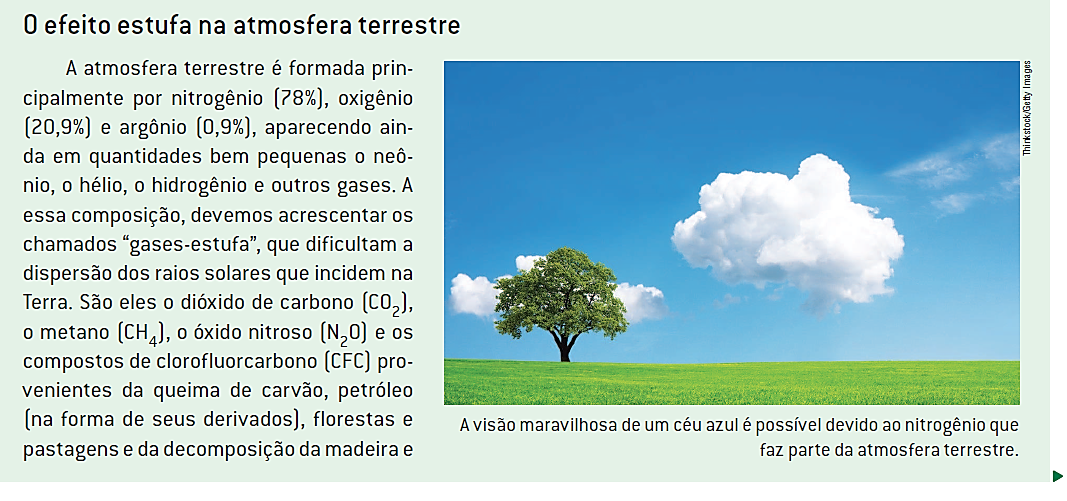 O efeito estufa na atmosfera terrestre
A atmosfera terrestre é formada prin-
cipalmente por nitrogênio (78%), oxigênio
(20,9%) e argônio (0,9%), aparecendo ain-
da em quantidades bem pequenas o neô-
nio, o hélio, o hidrogênio e outros gases. A
essa composição, devemos acrescentar os
chamados “gases-estufa”, que dificultam a
dispersão dos raios solares que incidem na
Terra. São eles o dióxido de carbono (CO₂),
o metano (CH₄), o óxido nitroso (N₂O) e os
compostos de clorofluorcarbono (CFC) pro-
venientes da queima de carvão, petróleo
(na forma de seus derivados), florestas e
pastagens e da decomposição da madeira e
Thinkstock/Getty Images
A visão maravilhosa de um céu azul é possível devido ao nitrogênio que
faz parte da atmosfera terrestre.